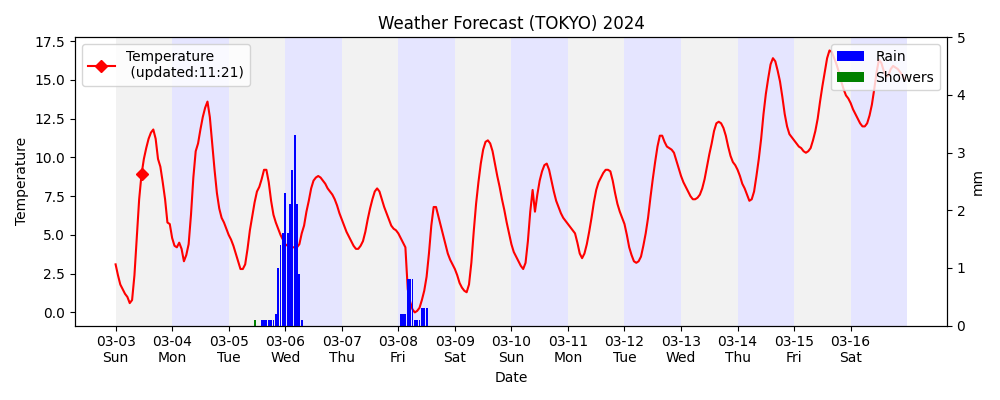 Weather Forecast (TOKYO) 2024
Temperature
(updated:11:21)
Rain
Showers
Temperature
17.5
15.0
12.5
10.0
7.5
5.0
2.5
0.0
5
4
3
2
1
0
mm
03-03 03-04 03-05 03-06 03-07 03-08 03-09 03-10 03-11 03-12 03-13 03-14 03-15 03-16
Sun Mon Tue Wed Thu Fri Sat Sun Mon Tue Wed Thu Fri Sat
Date